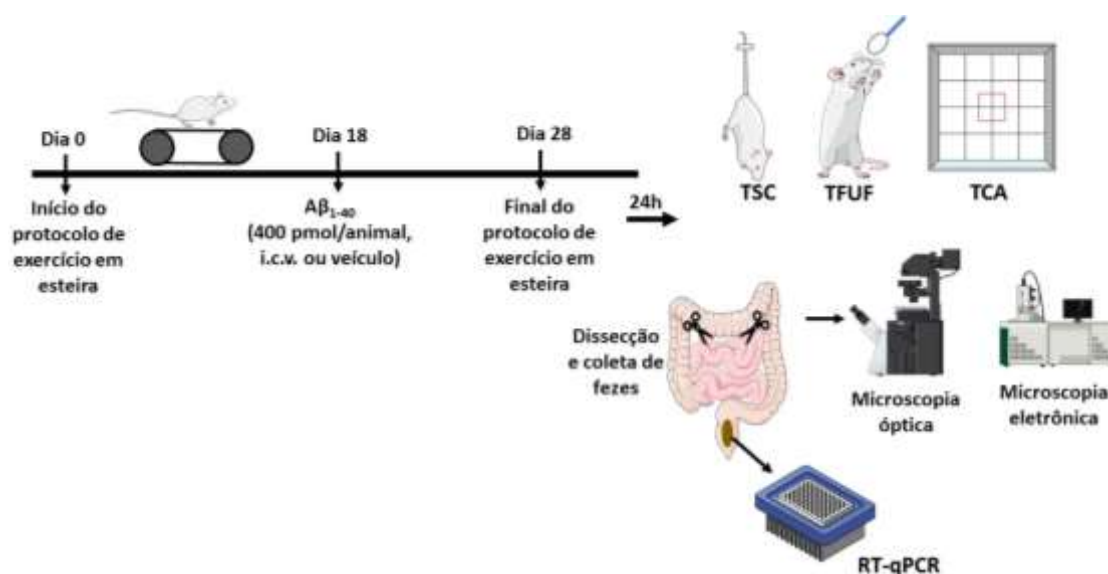 Dia 0
Dia 18
Dia 28
Início do
protocolo de
exercício em
esteira
Aβ₁₋₄₀
(400 pmol/animal,
i.c.v. ou veículo)
Final do
protocolo de
exercício em
esteira
24h
TSC
TFUF
TCA
Dissecção
e coleta de
fezes
Microscopia
óptica
Microscopia
eletrônica
RT-qPCR